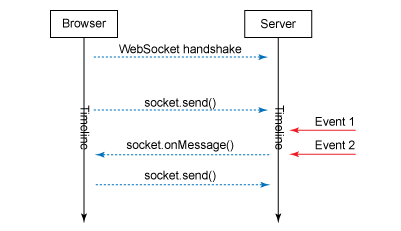 Browser
Server
WebSocket handshake
socket.send()
Timeline
Timeline
Event 1
socket.onMessage()
Event 2
socket.send()